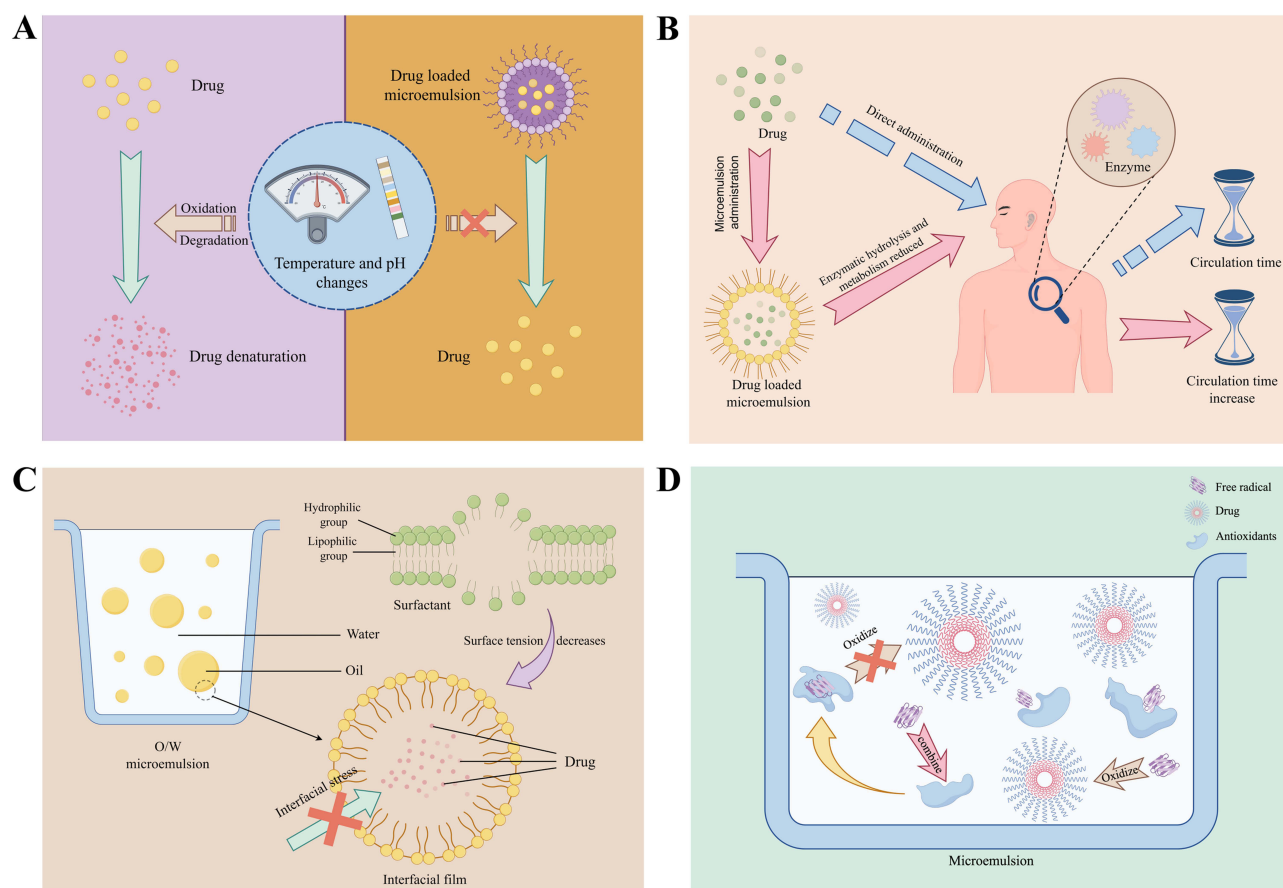 A
Drug
Drug loaded
microemulsion
Oxidation
Degradation
°C
Temperature and pH
changes
Drug denaturation
Drug
B
Drug
Direct administration
Enzyme
Microemulsion
administration
Enzymatic hydrolysis and
metabolism reduced
Circulation time
Drug loaded
microemulsion
Circulation time
increase
C
Hydrophilic
group
Lipophilic
group
Surfactant
Water
Surface tension decreases
Oil
O/W
microemulsion
Drug
Interfacial stress
Interfacial film
D
Free radical
Drug
Antioxidants
Oxidize
combine
Oxidize
Microemulsion